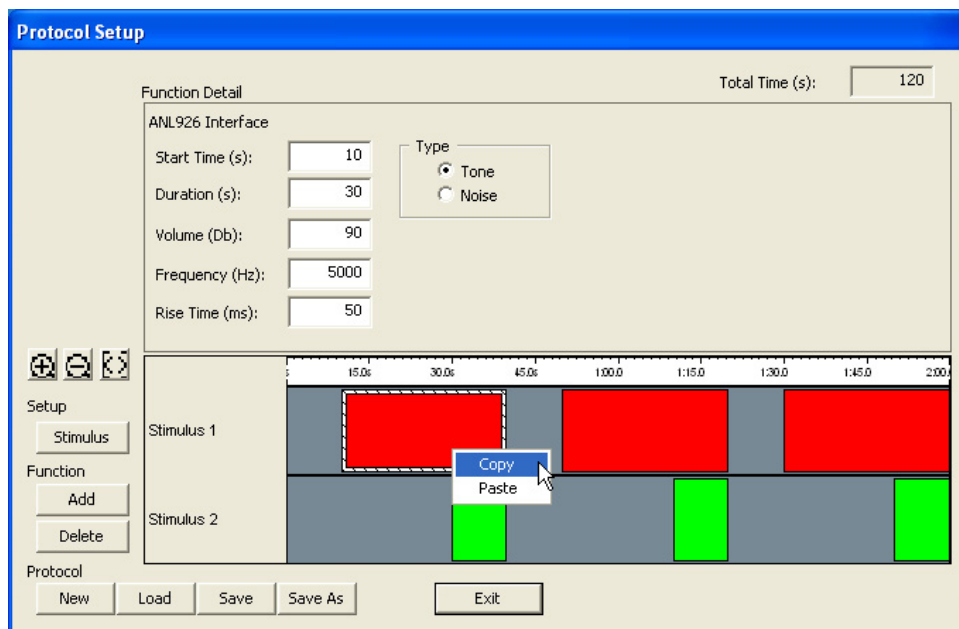 Protocol Setup
Total Time (s): 120
Function Detail
ANL926 Interface
Start Time (s): 10
Duration (s): 30
Volume (Db): 90
Frequency (Hz): 5000
Rise Time (ms): 50
Type
Tone
Noise
15.0s 30.0s 45.0s 1:00.0 1:15.0 1:30.0 1:45.0 2:00.
Setup
Stimulus
Function
Add
Delete
Stimulus 1
Copy
Paste
Stimulus 2
Protocol
New Load Save Save As Exit